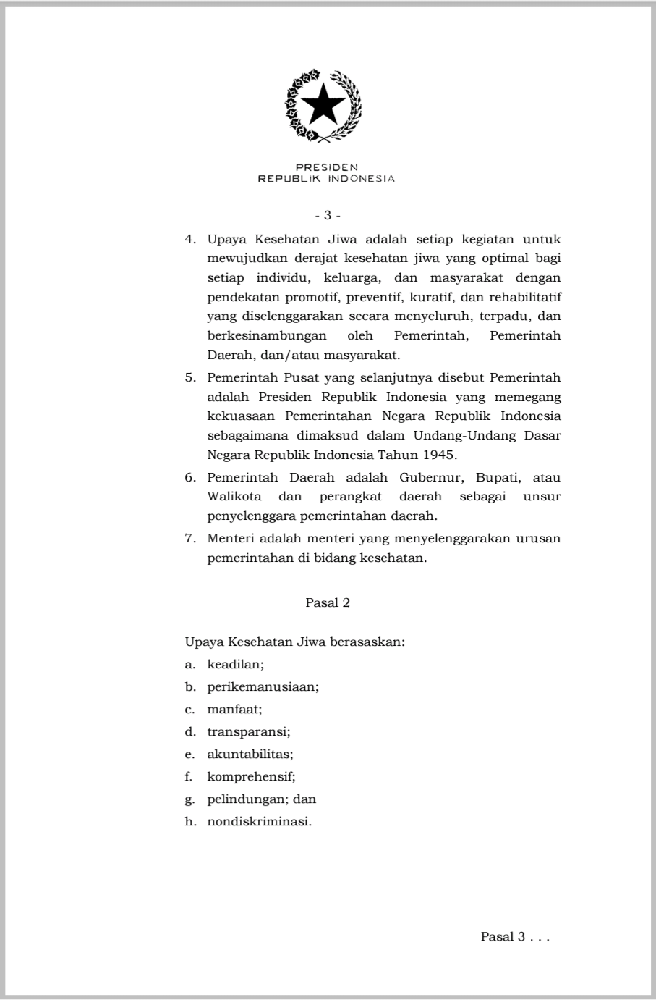 PRESIDEN
REPUBLIK INDONESIA
- 3 -
4. Upaya Kesehatan Jiwa adalah setiap kegiatan untuk
mewujudkan derajat kesehatan jiwa yang optimal bagi
setiap individu, keluarga, dan masyarakat dengan
pendekatan promotif, preventif, kuratif, dan rehabilitatif
yang diselenggarakan secara menyeluruh, terpadu, dan
berkesinambungan oleh Pemerintah, Pemerintah
Daerah, dan/atau masyarakat.
5. Pemerintah Pusat yang selanjutnya disebut Pemerintah
adalah Presiden Republik Indonesia yang memegang
kekuasaan Pemerintahan Negara Republik Indonesia
sebagaimana dimaksud dalam Undang-Undang Dasar
Negara Republik Indonesia Tahun 1945.
6. Pemerintah Daerah adalah Gubernur, Bupati, atau
Walikota dan perangkat daerah sebagai unsur
penyelenggara pemerintahan daerah.
7. Menteri adalah menteri yang menyelenggarakan urusan
pemerintahan di bidang kesehatan.
Pasal 2
Upaya Kesehatan Jiwa berasaskan:
a. keadilan;
b. perikemanusiaan;
c. manfaat;
d. transparansi;
e. akuntabilitas;
f. komprehensif;
g. pelindungan; dan
h. nondiskriminasi.
Pasal 3 . . .